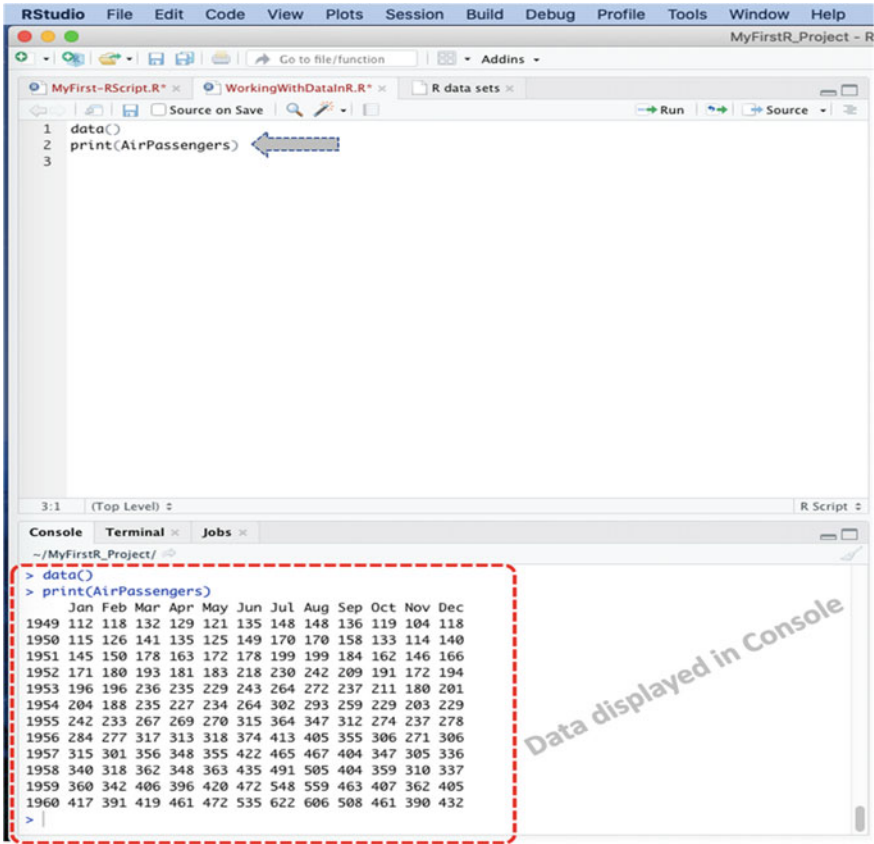 RStudio File Edit Code View Plots Session Build Debug Profile Tools Window Help
MyFirstR_Project - R
Go to file/function Addins
MyFirst-RScript.R* WorkingWithDataInR.R* R data sets
Source on Save Run Source
1 data()
2 print(AirPassengers)
3
3:1 (Top Level) R Script
Console Terminal Jobs
~/MyFirstR_Project/
> data()
> print(AirPassengers)
Jan Feb Mar Apr May Jun Jul Aug Sep Oct Nov Dec
1949 112 118 132 129 121 135 148 148 136 119 104 118
1950 115 126 141 135 125 149 170 170 158 133 114 140
1951 145 150 178 163 172 178 199 199 184 162 146 166
1952 171 180 193 181 183 218 230 242 209 191 172 194
1953 196 196 236 235 229 243 264 272 237 211 180 201
1954 204 188 235 227 234 264 302 293 259 229 203 229
1955 242 233 267 269 270 315 364 347 312 274 237 278
1956 284 277 317 313 318 374 413 405 355 306 271 306
1957 315 301 356 348 355 422 465 467 404 347 305 336
1958 340 318 362 348 363 435 491 505 404 359 310 337
1959 360 342 406 396 420 472 548 559 463 407 362 405
1960 417 391 419 461 472 535 622 606 508 461 390 432
>
Data displayed in Console